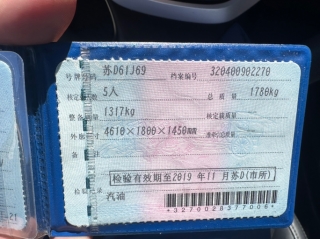 号牌号码 苏D61J69 档案编号 320400902270
核定载人数 5人 总质量 1780kg
整备质量 1317kg 核定载质量
外廓尺寸 4610×1800×1450mm 准牵引总质量
检验有效期至2019 年11 月苏D(市所)
检验记录 汽油